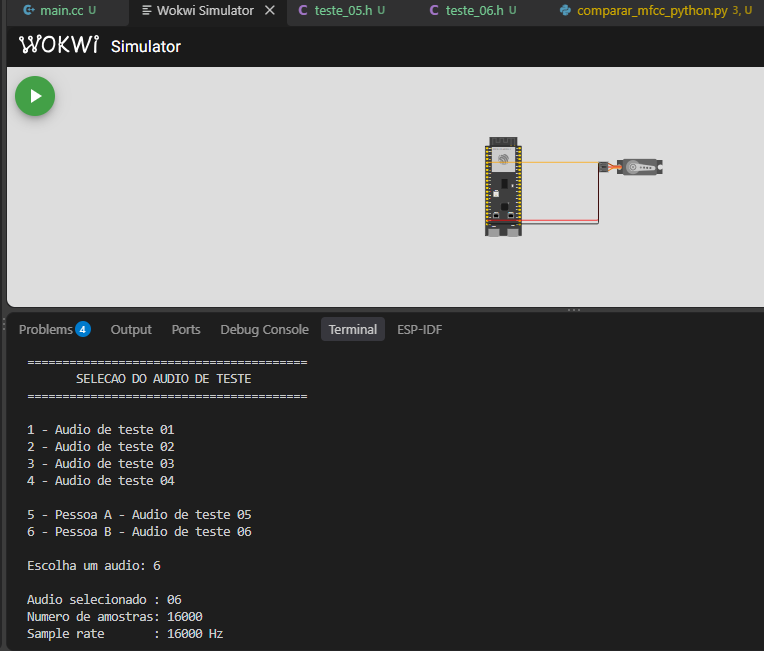 main.cc U
Wokwi Simulator
teste_05.h U
teste_06.h U
comparar_mfcc_python.py 3, U
WOKWI Simulator
Problems 4 Output Ports Debug Console Terminal ESP-IDF
========================================
SELECAO DO AUDIO DE TESTE
========================================
1 - Audio de teste 01
2 - Audio de teste 02
3 - Audio de teste 03
4 - Audio de teste 04
5 - Pessoa A - Audio de teste 05
6 - Pessoa B - Audio de teste 06
Escolha um audio: 6
Audio selecionado : 06
Numero de amostras: 16000
Sample rate : 16000 Hz